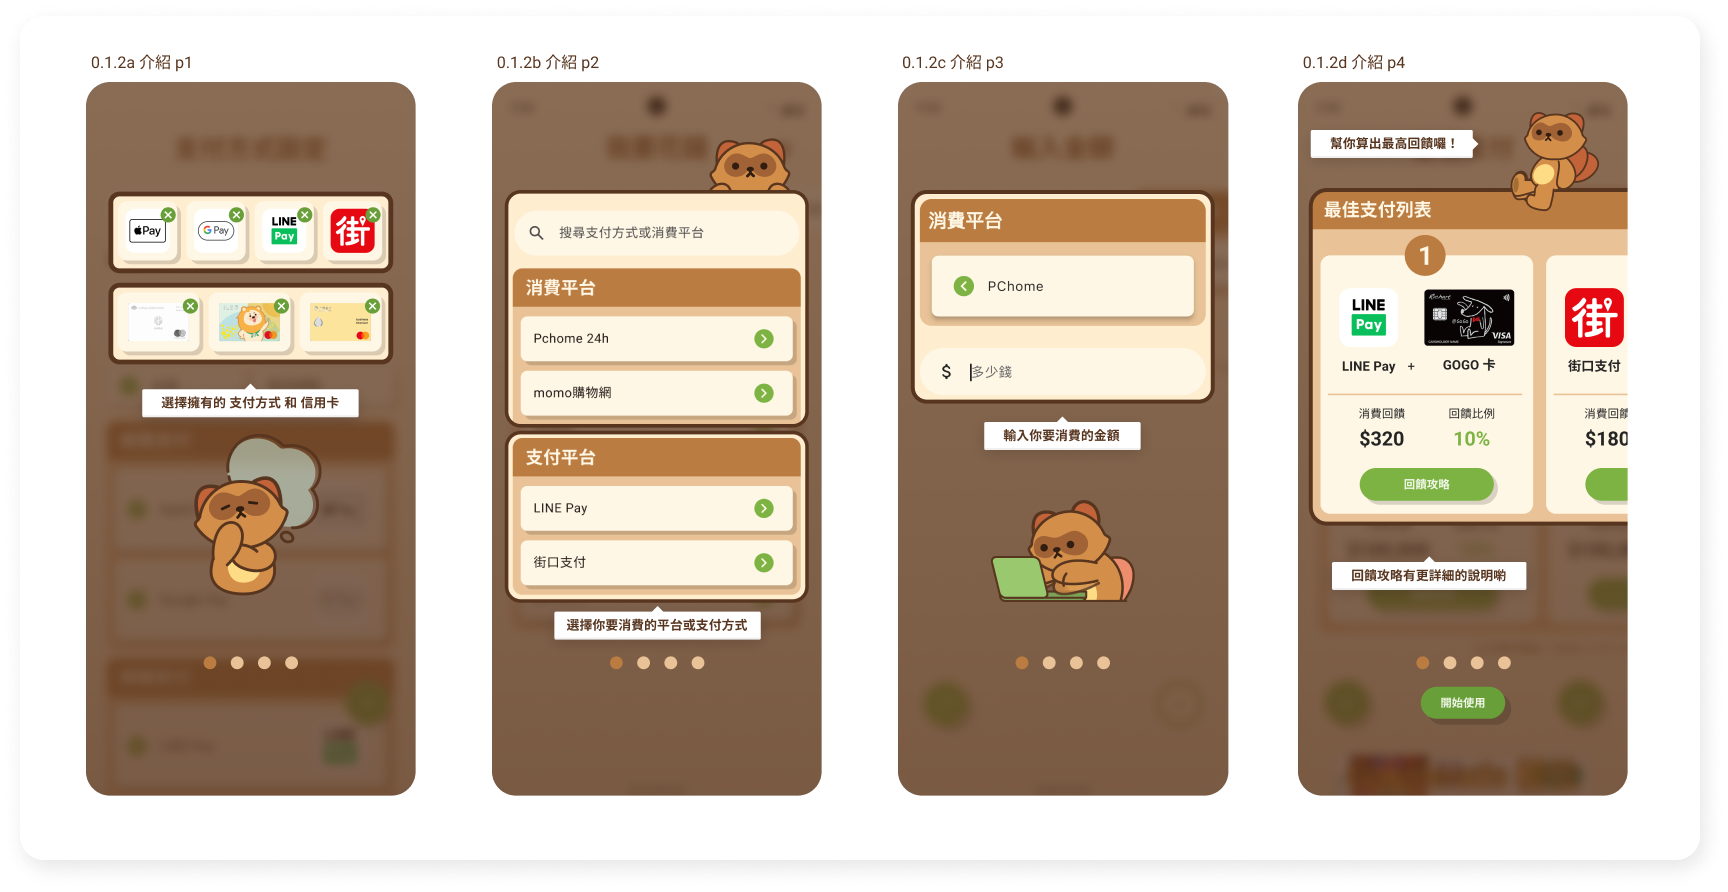 0.1.2a 介紹 p1
Pay
G Pay
LINE
Pay
街
選擇擁有的 支付方式 和 信用卡
0.1.2b 介紹 p2
搜尋支付方式或消費平台
消費平台
Pchome 24h
momo購物網
支付平台
LINE Pay
街口支付
選擇你要消費的平台或支付方式
0.1.2c 介紹 p3
消費平台
PChome
$ 多少錢
輸入你要消費的金額
0.1.2d 介紹 p4
幫你算出最高回饋囉！
最佳支付列表
1
LINE
Pay
Richart
@GoGo
CARDHOLDER NAME
VISA
Signature
街
LINE Pay + GOGO 卡
街口支付
消費回饋 回饋比例
消費回饋
$320 10%
$180
回饋攻略
回饋攻略有更詳細的說明喲
開始使用